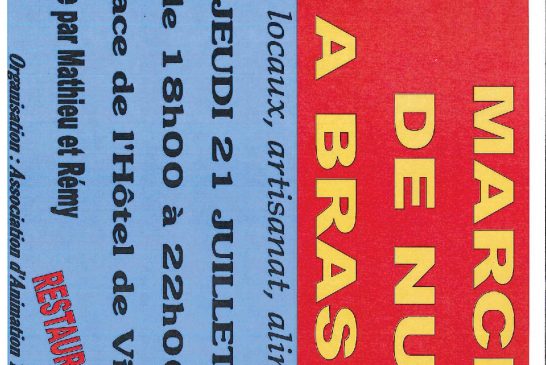 MARC
DE NU
A BRAS
locaux, artisanat, alim
JEUDI 21 JUILLET
de 18h00 à 22h00
ace de l'Hôtel de Vi
e par Mathieu et Rémy
RESTAUR
Organisation : Association d'Animation